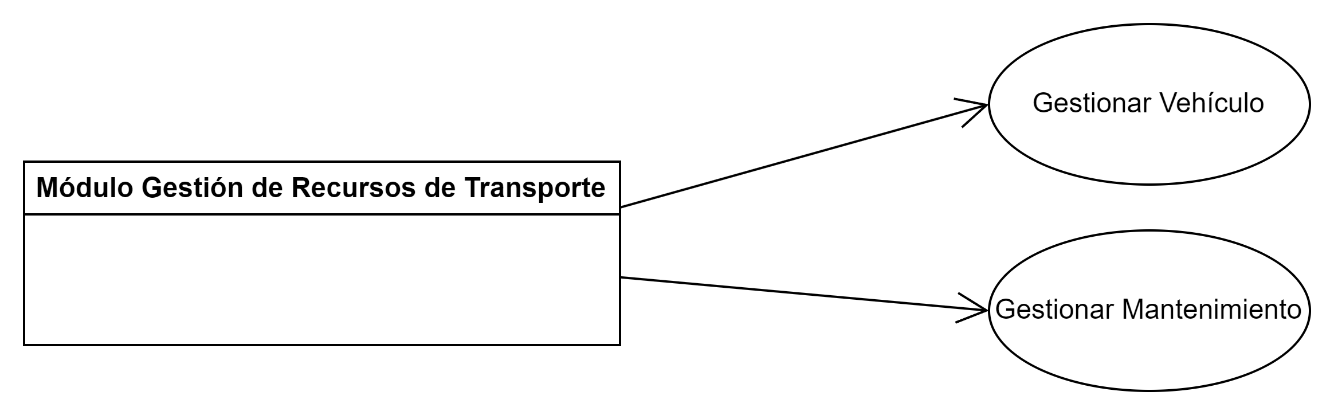 Gestionar Vehículo
Módulo Gestión de Recursos de Transporte
Gestionar Mantenimiento